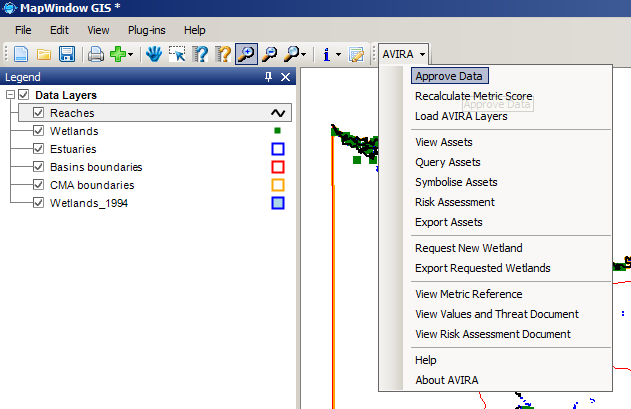 MapWindow GIS *
File Edit View Plug-ins Help
AVIRA
Legend
Data Layers
Reaches
Wetlands
Estuaries
Basins boundaries
CMA boundaries
Wetlands_1994
Approve Data
Recalculate Metric Score
Approve Data
Load AVIRA Layers
View Assets
Query Assets
Symbolise Assets
Risk Assessment
Export Assets
Request New Wetland
Export Requested Wetlands
View Metric Reference
View Values and Threat Document
View Risk Assessment Document
Help
About AVIRA